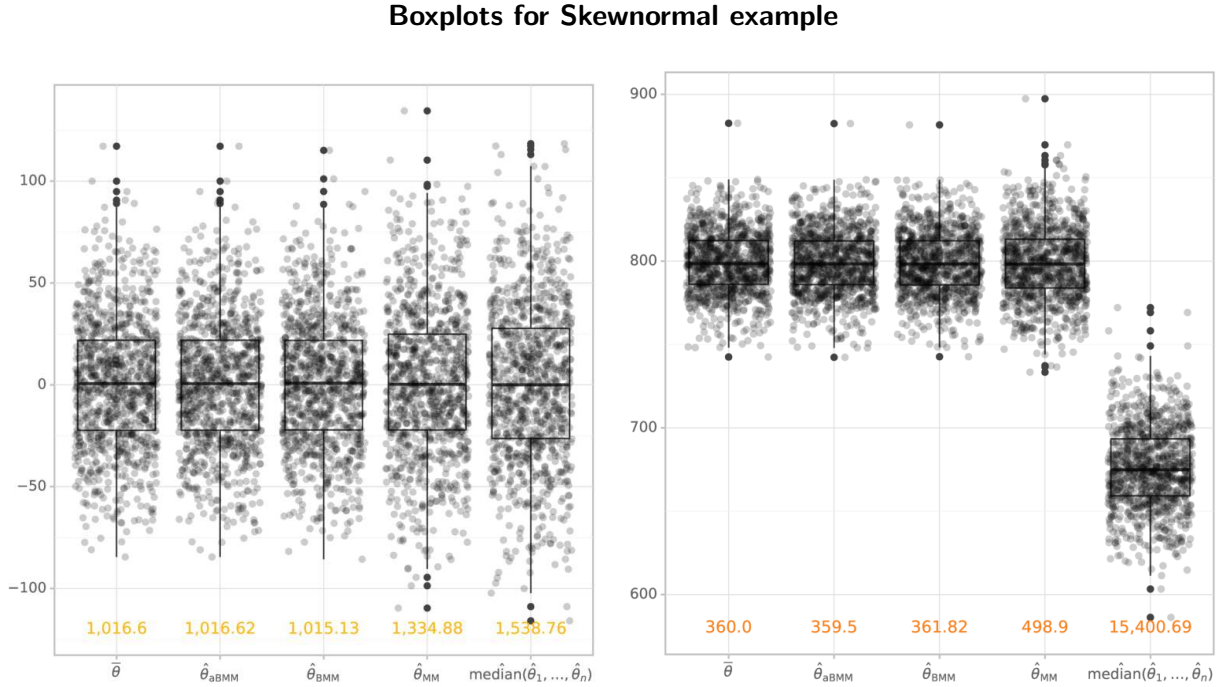 Boxplots for Skewnormal example
100
50
0
−50
−100
1,016.6 1,016.62 1,015.13 1,334.88 1,538.76
θ̅ θ̂aBMM θ̂BMM θ̂MM median(θ̂1, ..., θ̂n)
900
800
700
600
360.0 359.5 361.82 498.9 15,400.69
θ̅ θ̂aBMM θ̂BMM θ̂MM median(θ̂1, ..., θ̂n)